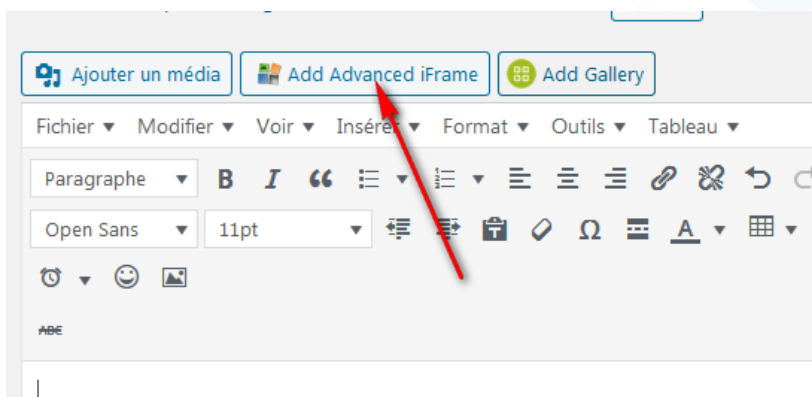 Ajouter un média Add Advanced iFrame Add Gallery
Fichier Modifier Voir Insérer Format Outils Tableau
Paragraphe B I
Open Sans 11pt Ω A
ABE